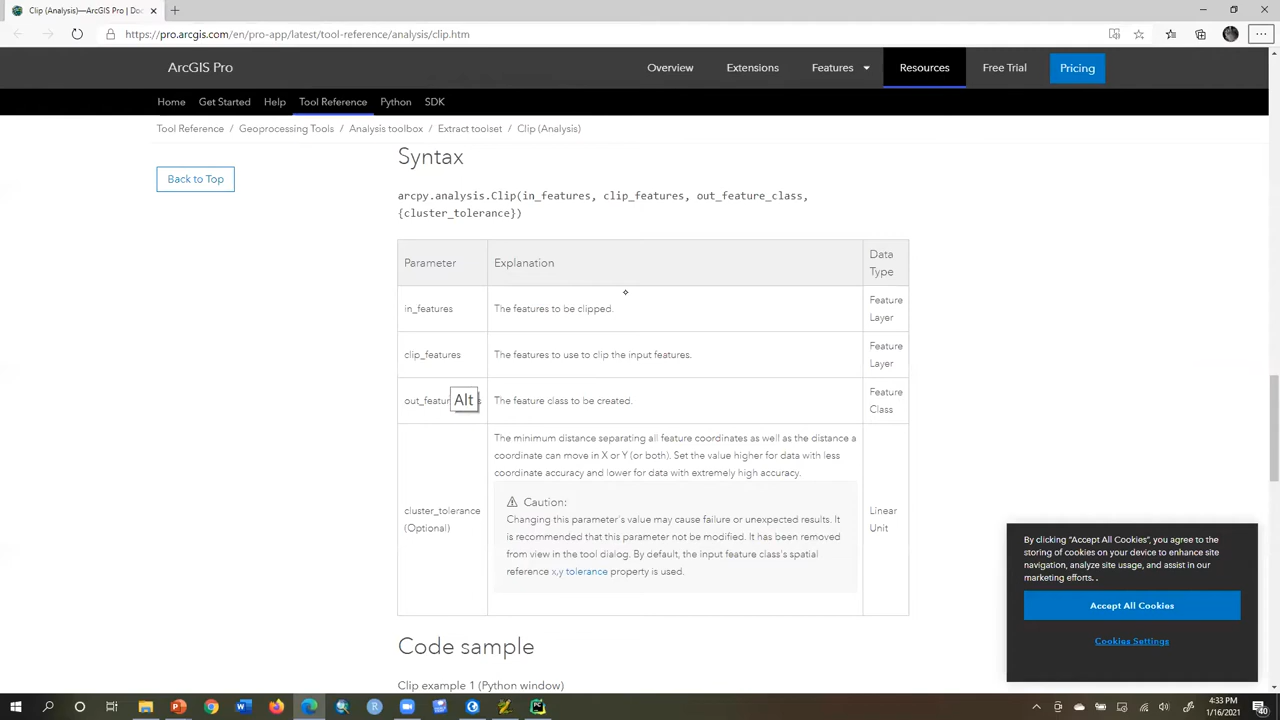 Clip (Analysis)—ArcGIS Pro | Doc
https://pro.arcgis.com/en/pro-app/latest/tool-reference/analysis/clip.htm
ArcGIS Pro
Overview
Extensions
Features
Resources
Free Trial
Pricing
Home
Get Started
Help
Tool Reference
Python
SDK
Tool Reference / Geoprocessing Tools / Analysis toolbox / Extract toolset / Clip (Analysis)
Back to Top
Syntax
arcpy.analysis.Clip(in_features, clip_features, out_feature_class,
{cluster_tolerance})
Parameter
Explanation
Data
Type
in_features
The features to be clipped.
Feature
Layer
clip_features
The features to use to clip the input features.
Feature
Layer
out_featur
Alt
s
The feature class to be created.
Feature
Class
cluster_tolerance
(Optional)
The minimum distance separating all feature coordinates as well as the distance a
coordinate can move in X or Y (or both). Set the value higher for data with less
coordinate accuracy and lower for data with extremely high accuracy.
Caution:
Changing this parameter's value may cause failure or unexpected results. It
is recommended that this parameter not be modified. It has been removed
from view in the tool dialog. By default, the input feature class's spatial
reference x,y tolerance property is used.
Linear
Unit
Code sample
Clip example 1 (Python window)
By clicking “Accept All Cookies”, you agree to the
storing of cookies on your device to enhance site
navigation, analyze site usage, and assist in our
marketing efforts. .
Accept All Cookies
Cookies Settings
4:33 PM
1/16/2021
40